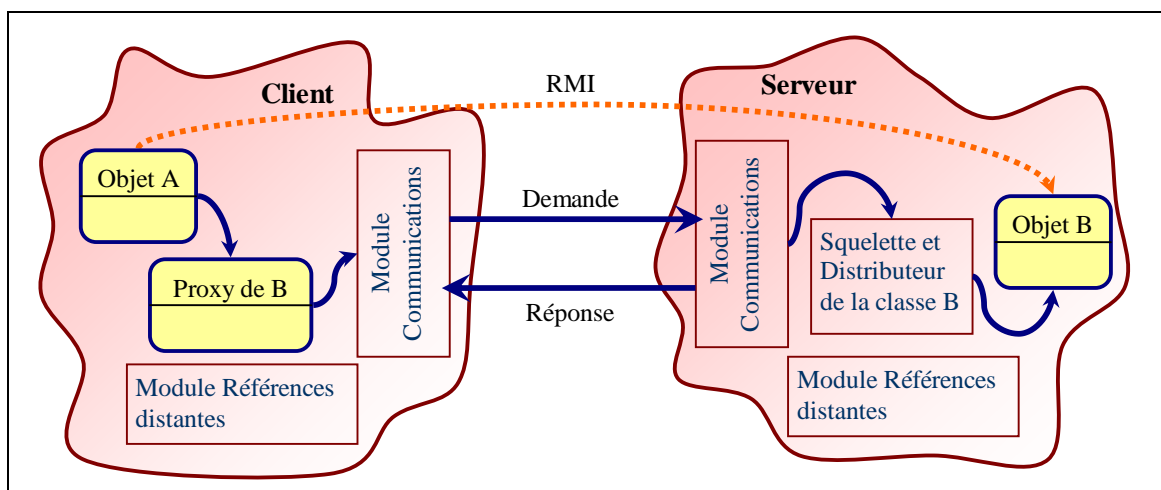 Client
RMI
Serveur
Objet A
Proxy de B
Module
Communications
Module Références
distantes
Demande
Réponse
Module
Communications
Squelette et
Distributeur
de la classe B
Objet B
Module Références
distantes